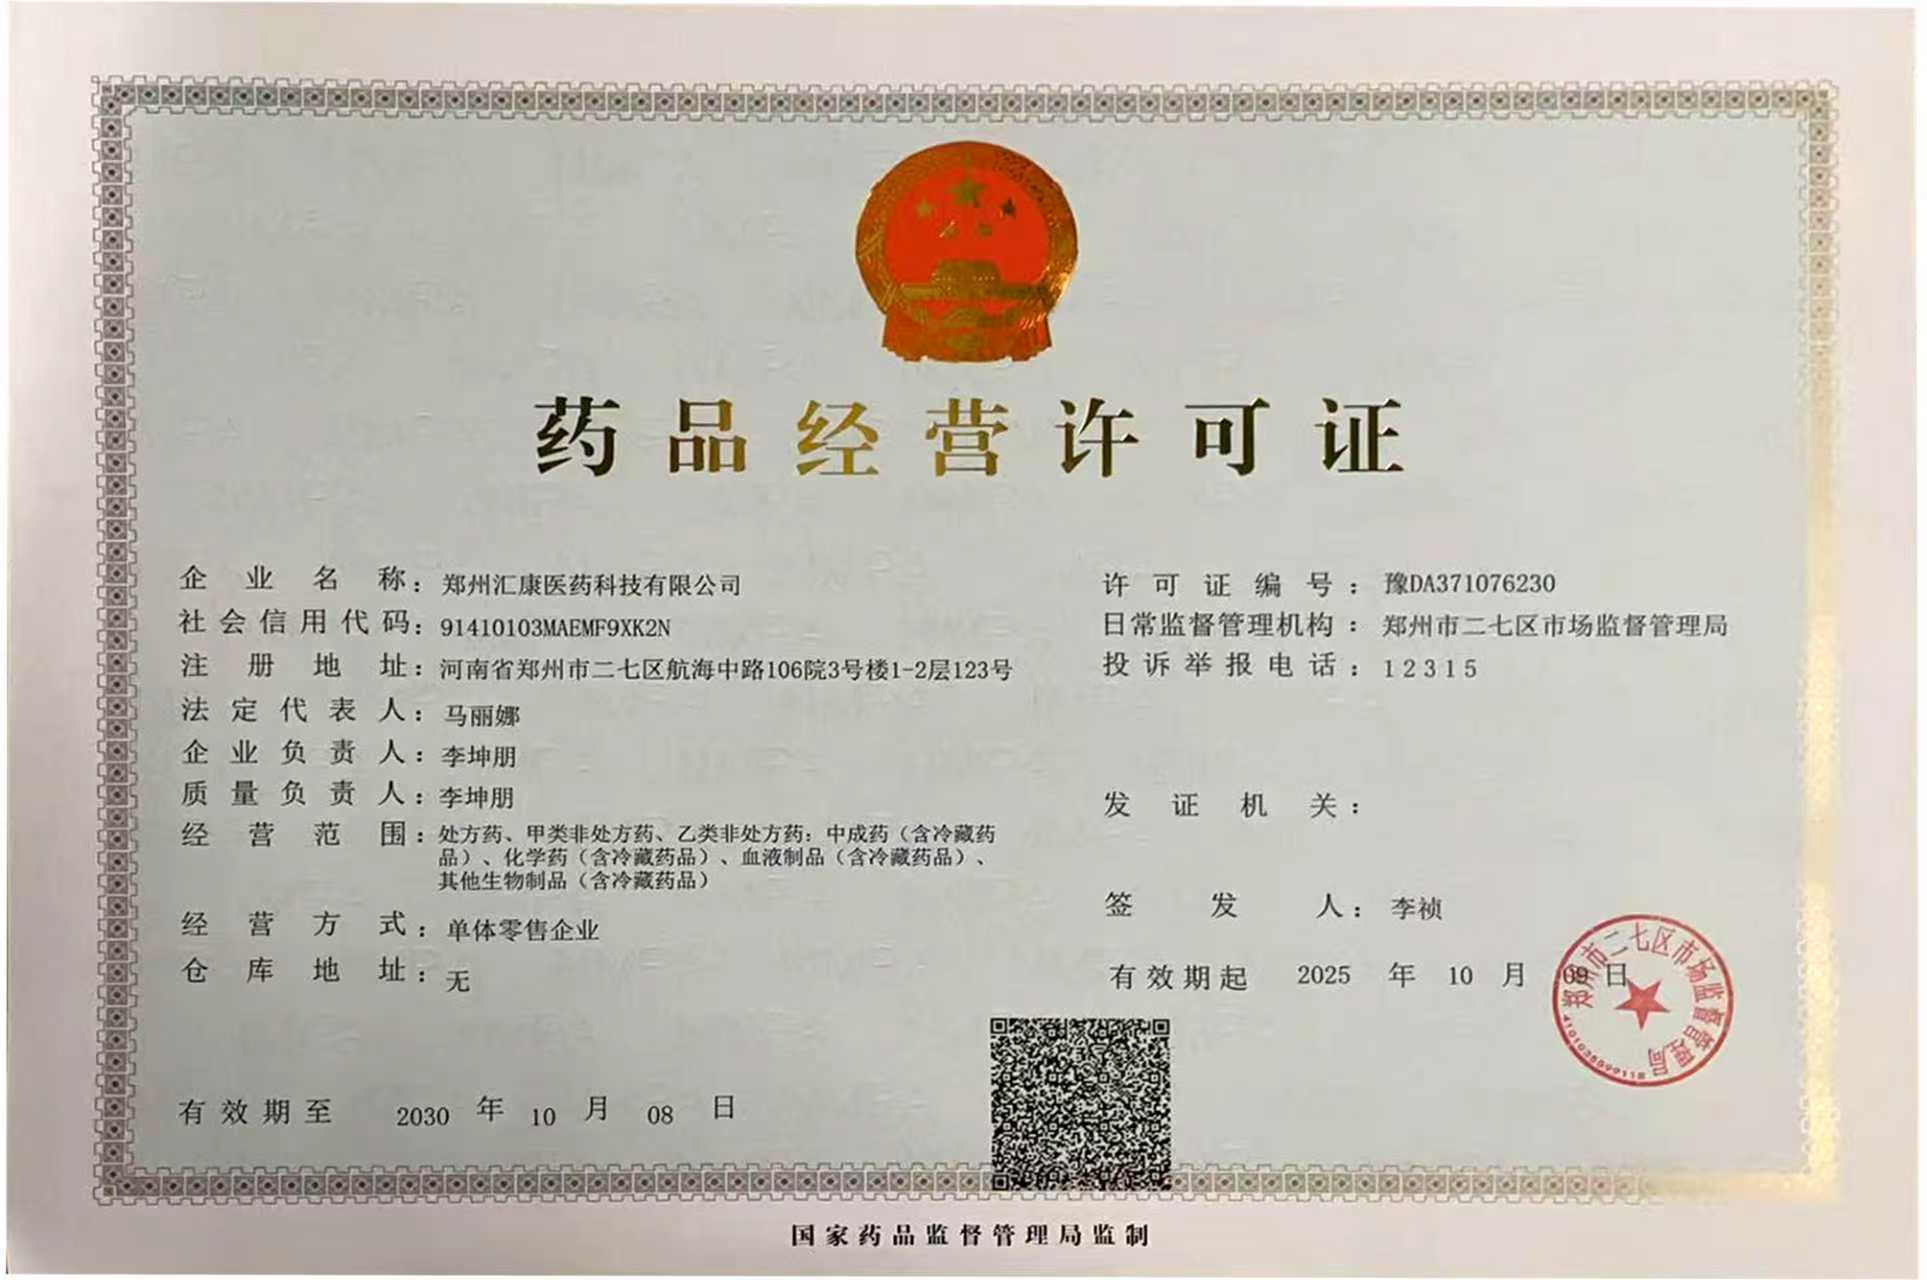 药品经营许可证
企业名称：郑州汇康医药科技有限公司
社会信用代码：91410103MAEMF9XK2N
注册地址：河南省郑州市二七区航海中路106院3号楼1-2层123号
法定代表人：马丽娜
企业负责人：李坤朋
质量负责人：李坤朋
经营范围：处方药、甲类非处方药、乙类非处方药：中成药（含冷藏药
品）、化学药（含冷藏药品）、血液制品（含冷藏药品）、
其他生物制品（含冷藏药品）
经营方式：单体零售企业
仓库地址：无
有效期至 2030 年 10 月 08 日
许可证编号：豫DA371076230
日常监督管理机构：郑州市二七区市场监督管理局
投诉举报电话：12315
发证机关：
签发人：李祯
有效期起 2025 年 10 月 09 日
郑州市二七区市场监督管理局
国家药品监督管理局监制